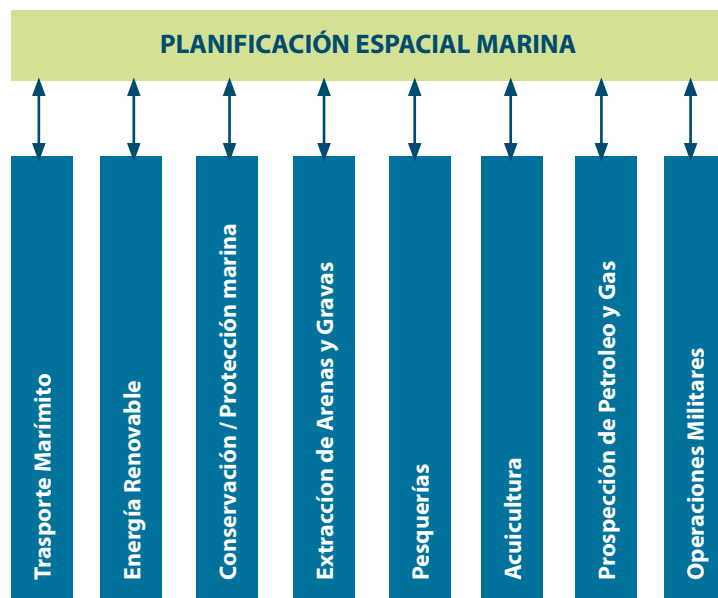 PLANIFICACIÓN ESPACIAL MARINA
Trasporte Marímito
Energía Renovable
Conservación / Protección marina
Extraccíon de Arenas y Gravas
Pesquerías
Acuicultura
Prospección de Petroleo y Gas
Operaciones Militares